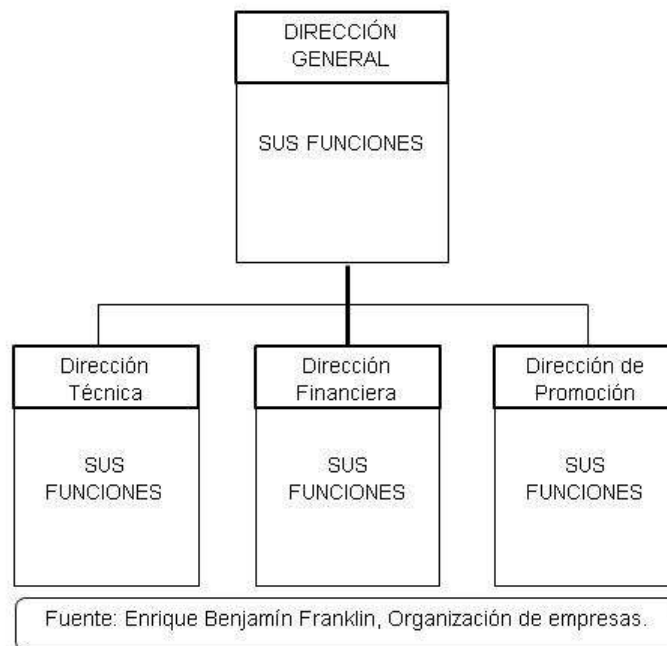 DIRECCIÓN
GENERAL
SUS FUNCIONES
Dirección
Técnica
SUS
FUNCIONES
Dirección
Financiera
SUS
FUNCIONES
Dirección de
Promoción
SUS
FUNCIONES
Fuente: Enrique Benjamín Franklin, Organización de empresas.